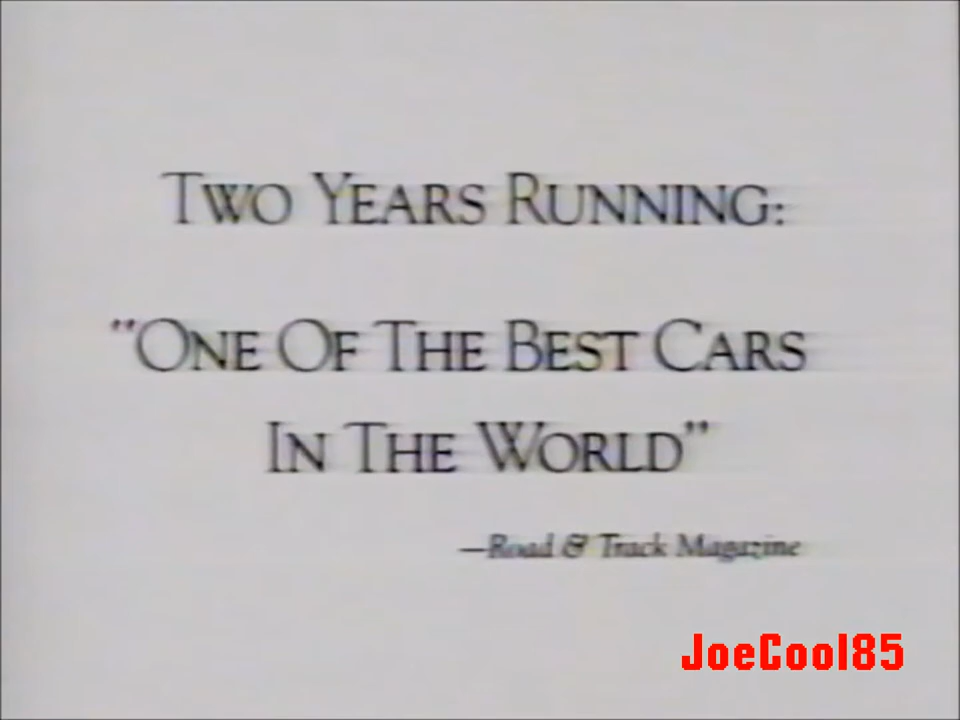 Two Years Running:
"One Of The Best Cars
In The World"
—Road & Track Magazine
JoeCool85